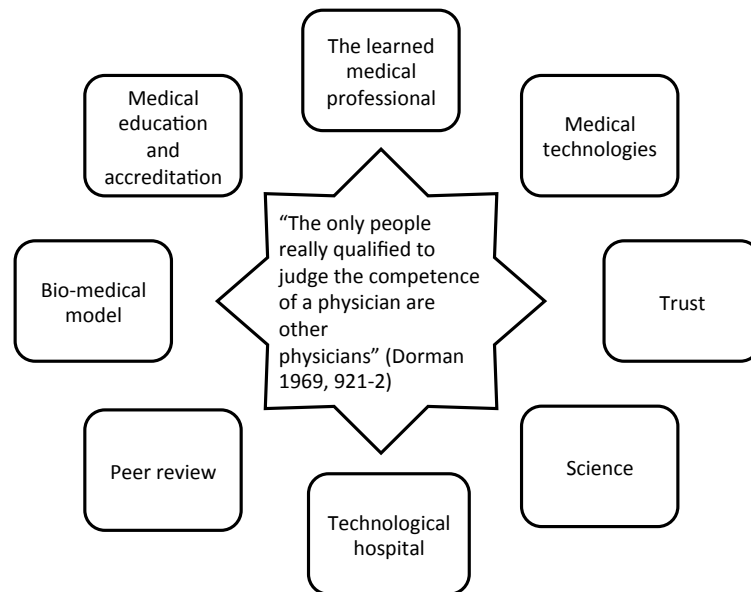 The learned
medical
professional
Medical
education
and
accreditation
Medical
technologies
“The only people
really qualified to
judge the competence
of a physician are
other
physicians” (Dorman
1969, 921-2)
Bio-medical
model
Trust
Peer review
Science
Technological
hospital